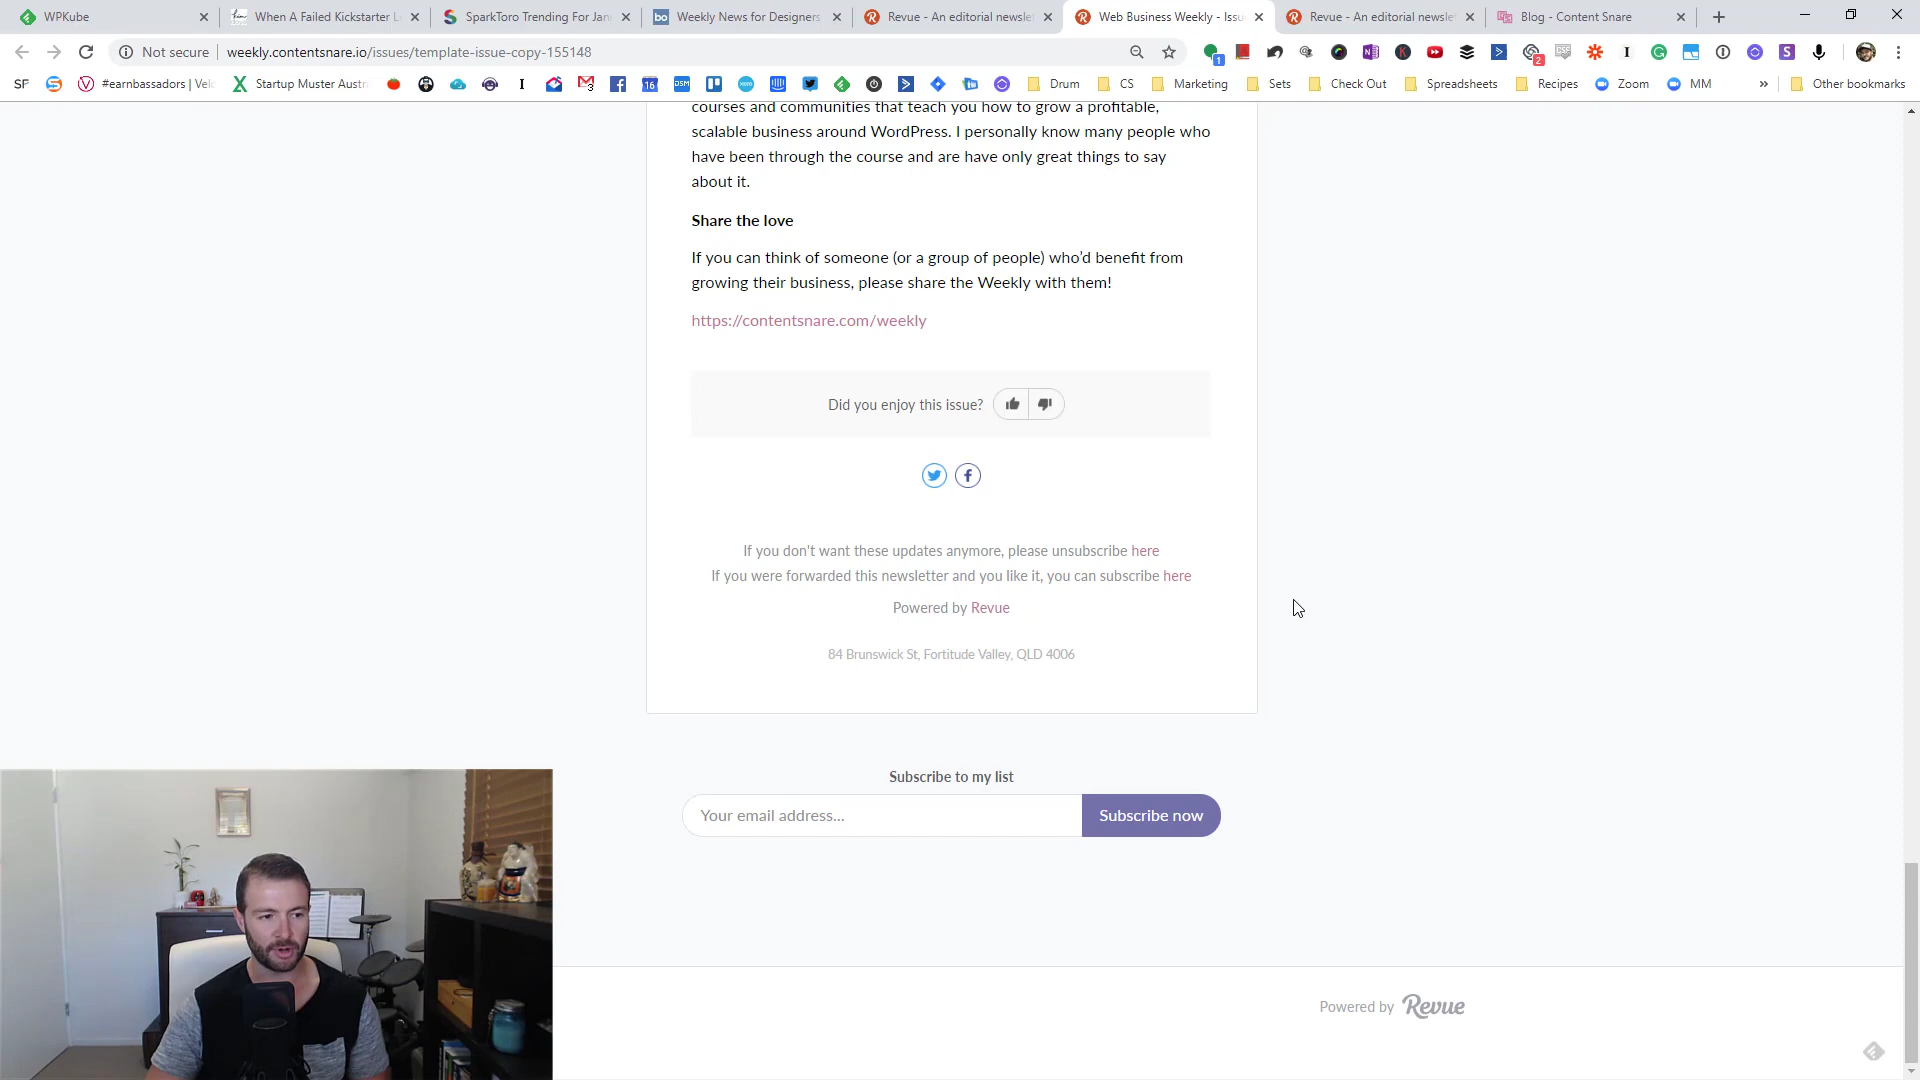 WPKube
When A Failed Kickstarter L
SparkToro Trending For Jan
Weekly News for Designers
Revue - An editorial newsle
Web Business Weekly - Issu
Revue - An editorial newsle
Blog - Content Snare
Not secure
weekly.contentsnare.io/issues/template-issue-copy-155148
SF
#earnbassadors | Vel
Startup Muster Austr
Drum
CS
Marketing
Sets
Check Out
Spreadsheets
Recipes
Zoom
MM
Other bookmarks
courses and communities that teach you how to grow a profitable,
scalable business around WordPress. I personally know many people who
have been through the course and are have only great things to say
about it.
Share the love
If you can think of someone (or a group of people) who'd benefit from
growing their business, please share the Weekly with them!
https://contentsnare.com/weekly
Did you enjoy this issue?
If you don't want these updates anymore, please unsubscribe here
If you were forwarded this newsletter and you like it, you can subscribe here
Powered by Revue
84 Brunswick St, Fortitude Valley, QLD 4006
Subscribe to my list
Your email address...
Subscribe now
Powered by Revue